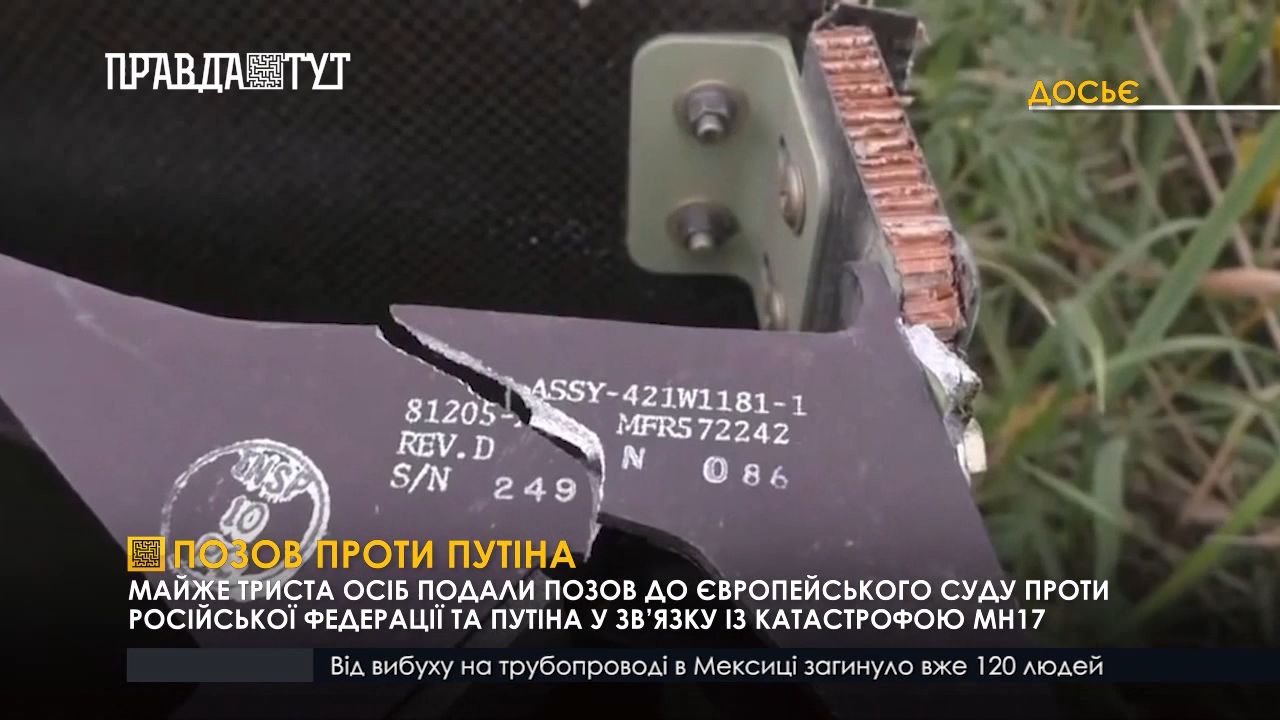 ПРАВДА ТУТ
ДОСЬЄ
ASSY-421W1181-1
81205-
MFR572242
REV.D
N 086
S/N 249
INSP
10
ПОЗОВ ПРОТИ ПУТІНА
МАЙЖЕ ТРИСТА ОСІБ ПОДАЛИ ПОЗОВ ДО ЄВРОПЕЙСЬКОГО СУДУ ПРОТИ
РОСІЙСЬКОЇ ФЕДЕРАЦІЇ ТА ПУТІНА У ЗВ'ЯЗКУ ІЗ КАТАСТРОФОЮ МН17
Від вибуху на трубопроводі в Мексиці загинуло вже 120 людей